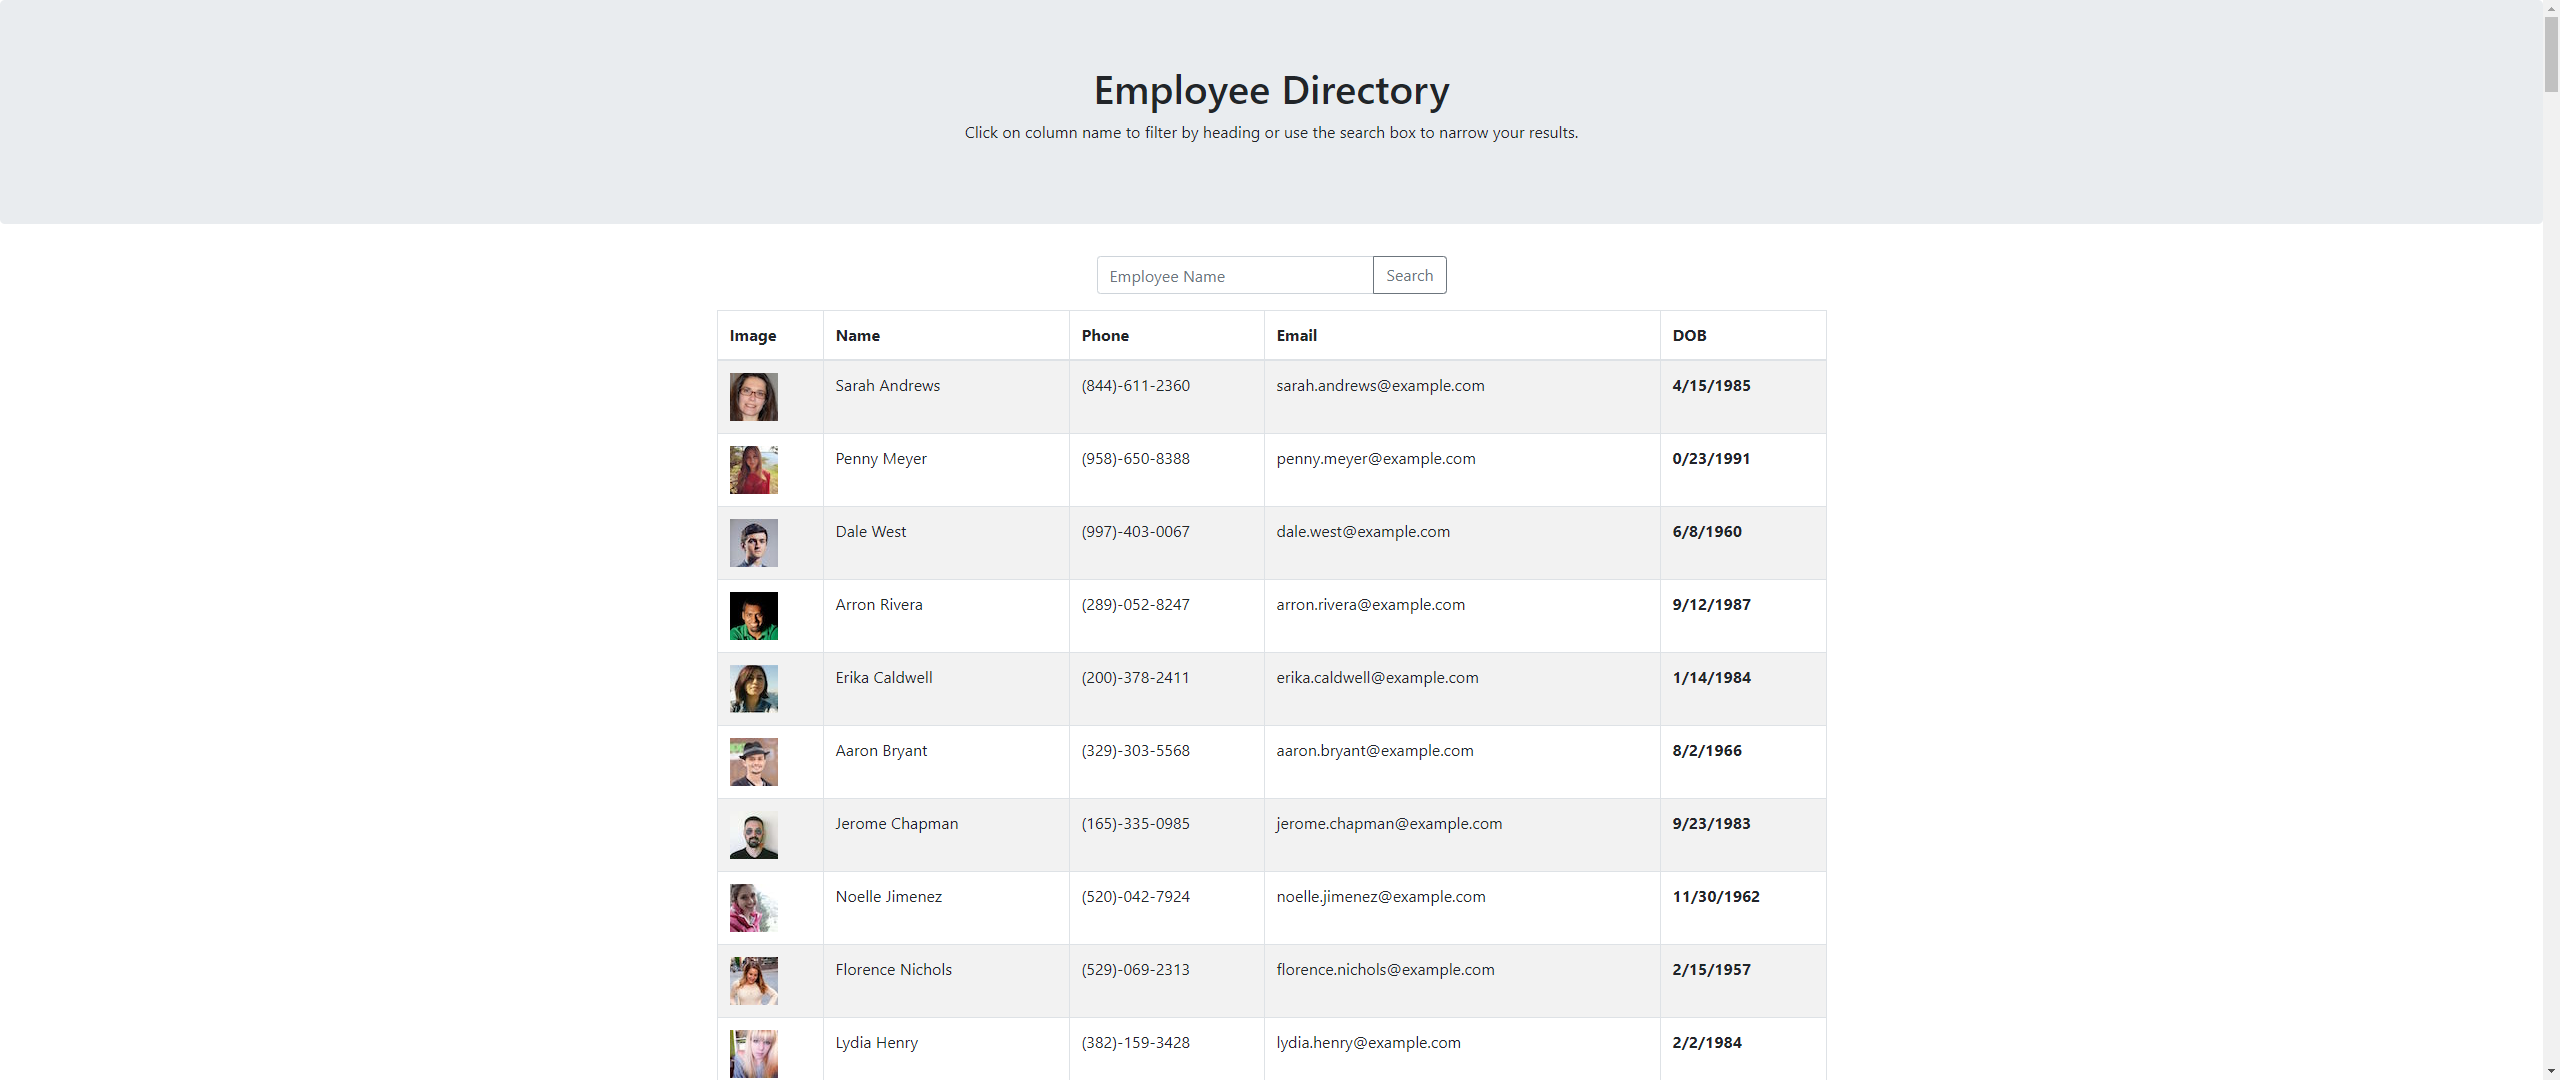 Employee Directory
Click on column name to filter by heading or use the search box to narrow your results.
Employee Name Search
Image Name Phone Email DOB
Sarah Andrews (844)-611-2360 sarah.andrews@example.com 4/15/1985
Penny Meyer (958)-650-8388 penny.meyer@example.com 0/23/1991
Dale West (997)-403-0067 dale.west@example.com 6/8/1960
Arron Rivera (289)-052-8247 arron.rivera@example.com 9/12/1987
Erika Caldwell (200)-378-2411 erika.caldwell@example.com 1/14/1984
Aaron Bryant (329)-303-5568 aaron.bryant@example.com 8/2/1966
Jerome Chapman (165)-335-0985 jerome.chapman@example.com 9/23/1983
Noelle Jimenez (520)-042-7924 noelle.jimenez@example.com 11/30/1962
Florence Nichols (529)-069-2313 florence.nichols@example.com 2/15/1957
Lydia Henry (382)-159-3428 lydia.henry@example.com 2/2/1984